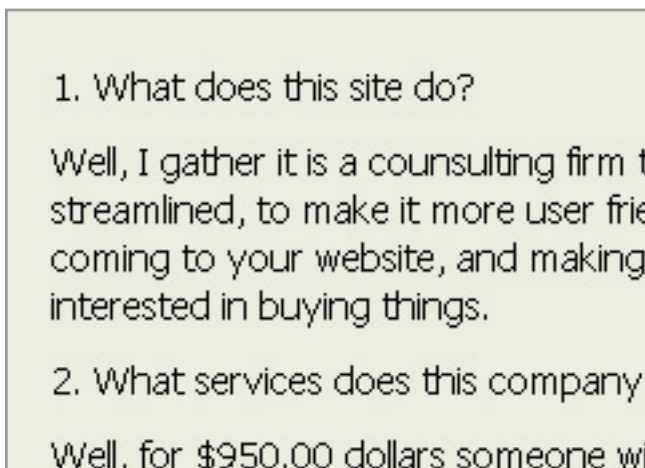 1. What does this site do?
Well, I gather it is a counsulting firm
streamlined, to make it more user
coming to your website, and making
interested in buying things.
2. What services does this company
Well, for $950.00 dollars someone